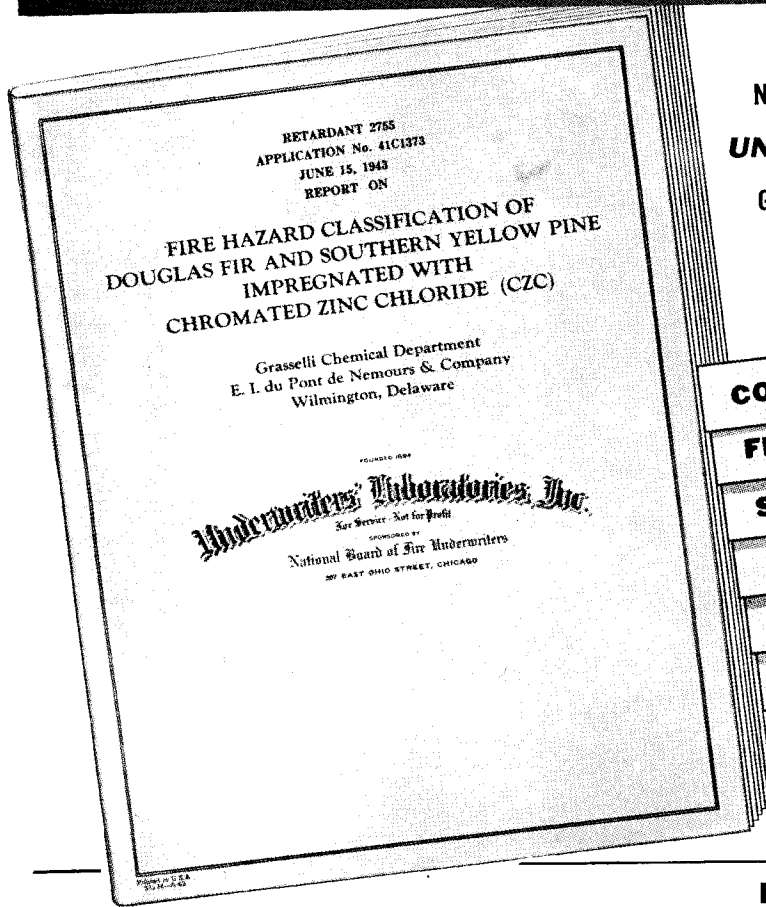 RETARDANT 2755
APPLICATION No. 41C1373
JUNE 15, 1943
REPORT ON
FIRE HAZARD CLASSIFICATION OF
DOUGLAS FIR AND SOUTHERN YELLOW PINE
IMPREGNATED WITH
CHROMATED ZINC CHLORIDE (CZC)
Grasselli Chemical Department
E. I. du Pont de Nemours & Company
Wilmington, Delaware
FOUNDED 1894
Underwriters' Laboratories, Inc.
For Service - Not for Profit
SPONSORED BY
National Board of Fire Underwriters
207 EAST OHIO STREET, CHICAGO
Printed in U.S.A.
N
UN
G
CO
F
S